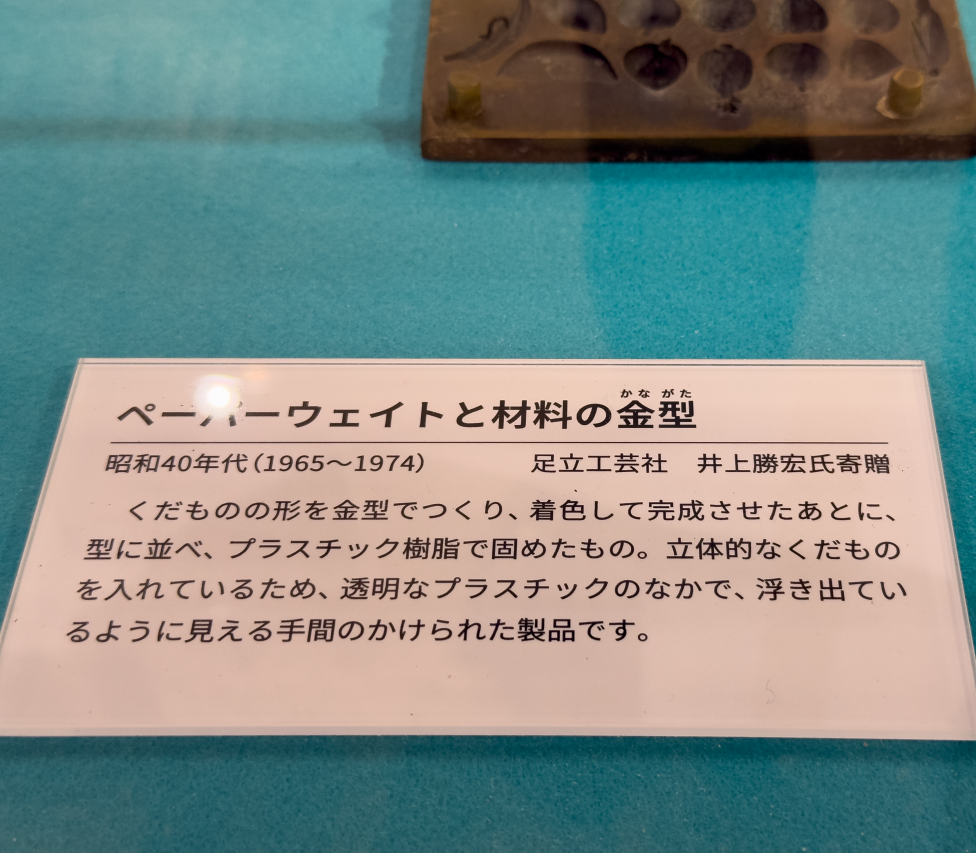 ペーパーウェイトと材料の金型
かながた
昭和40年代（1965～1974）　足立工芸社　井上勝宏氏寄贈
くだものの形を金型でつくり、着色して完成させたあとに、
型に並べ、プラスチック樹脂で固めたもの。立体的なくだもの
を入れているため、透明なプラスチックのなかで、浮き出てい
るように見える手間のかけられた製品です。